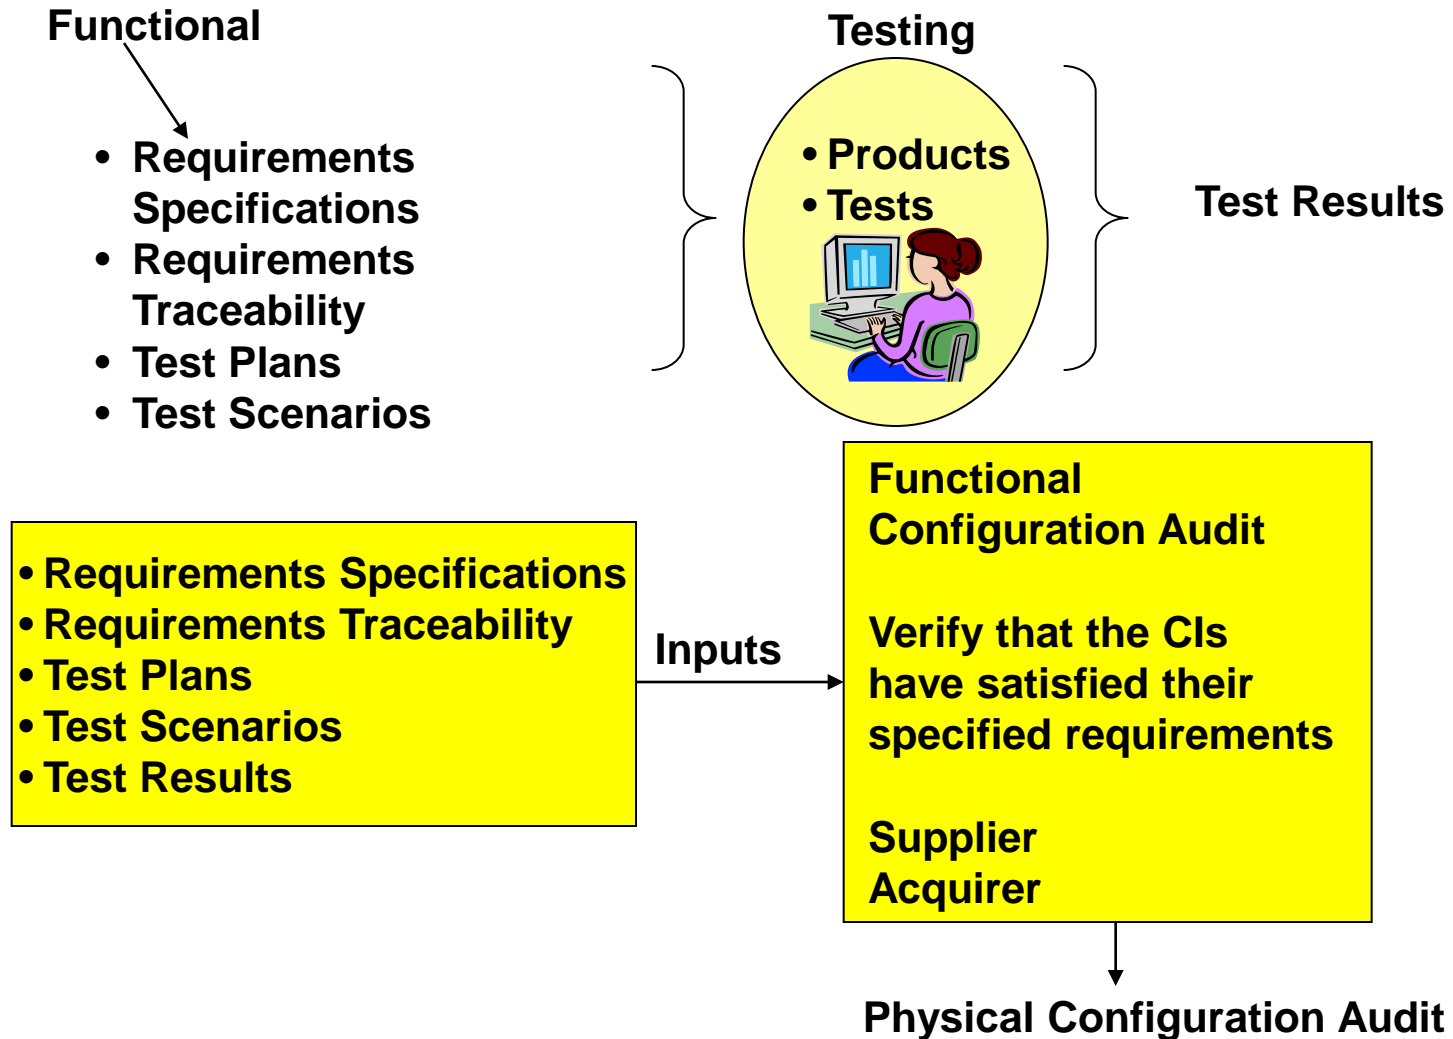 Functional
• Requirements
Specifications
• Requirements
Traceability
• Test Plans
• Test Scenarios
Testing
• Products
• Tests
Test Results
• Requirements Specifications
• Requirements Traceability
• Test Plans
• Test Scenarios
• Test Results
Inputs
Functional
Configuration Audit
Verify that the CIs
have satisfied their
specified requirements
Supplier
Acquirer
Physical Configuration Audit